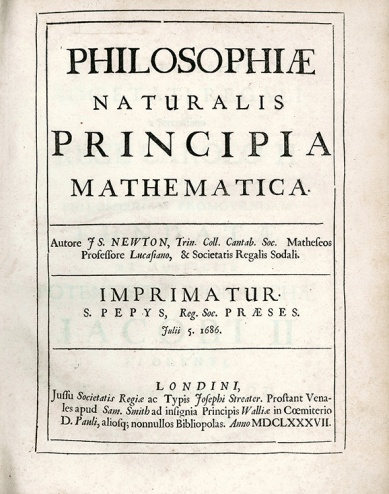 PHILOSOPHIÆ
NATURALIS
PRINCIPIA
MATHEMATICA.
Autore JS. NEWTON, Trin. Coll. Cantab. Soc. Matheseos
Professore Lucasiano, & Societatis Regalis Sodali.
IMPRIMATUR.
S. PEPYS, Reg. Soc. PRÆSES.
Julii 5. 1686.
LONDINI,
Jussu Societatis Regiæ ac Typis Josephi Streater. Prostant Vena-
les apud Sam. Smith ad insignia Principis Walliæ in Cœmiterio
D. Pauli, aliosq; nonnullos Bibliopolas. Anno MDCLXXXVII.